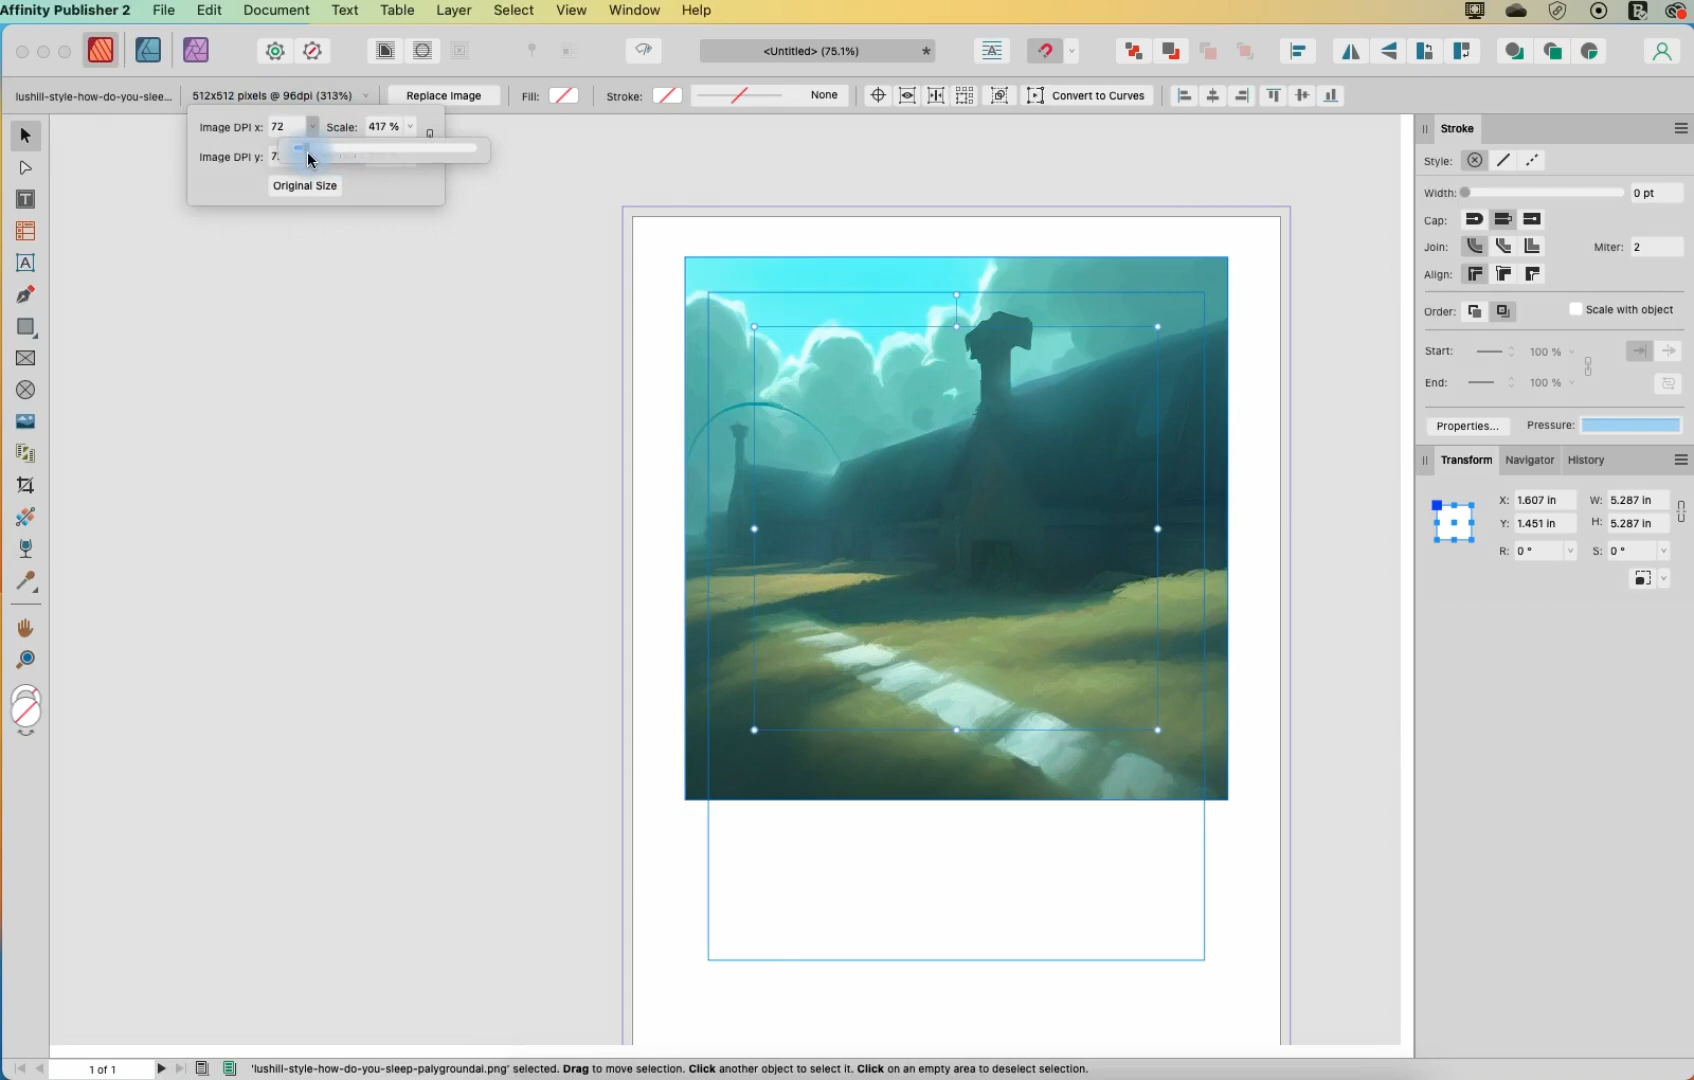 Affinity Publisher 2 File Edit Document Text Table Layer Select View Window Help
<Untitled> (75.1%) *
lushill-style-how-do-you-slee... 512x512 pixels @ 96dpi (313%) Replace Image Fill: Stroke: None Convert to Curves
Image DPI x: 72 Scale: 417 %
Image DPI y:
Original Size
Stroke
Style:
Width: 0 pt
Cap:
Join: Miter: 2
Align:
Order: Scale with object
Start: 100 %
End: 100 %
Properties... Pressure:
Transform Navigator History
X: 1.607 in W: 5.287 in
Y: 1.451 in H: 5.287 in
R: 0 ° S: 0 °
1 of 1 'lushill-style-how-do-you-sleep-palygroundai.png' selected. Drag to move selection. Click another object to select it. Click on an empty area to deselect selection.